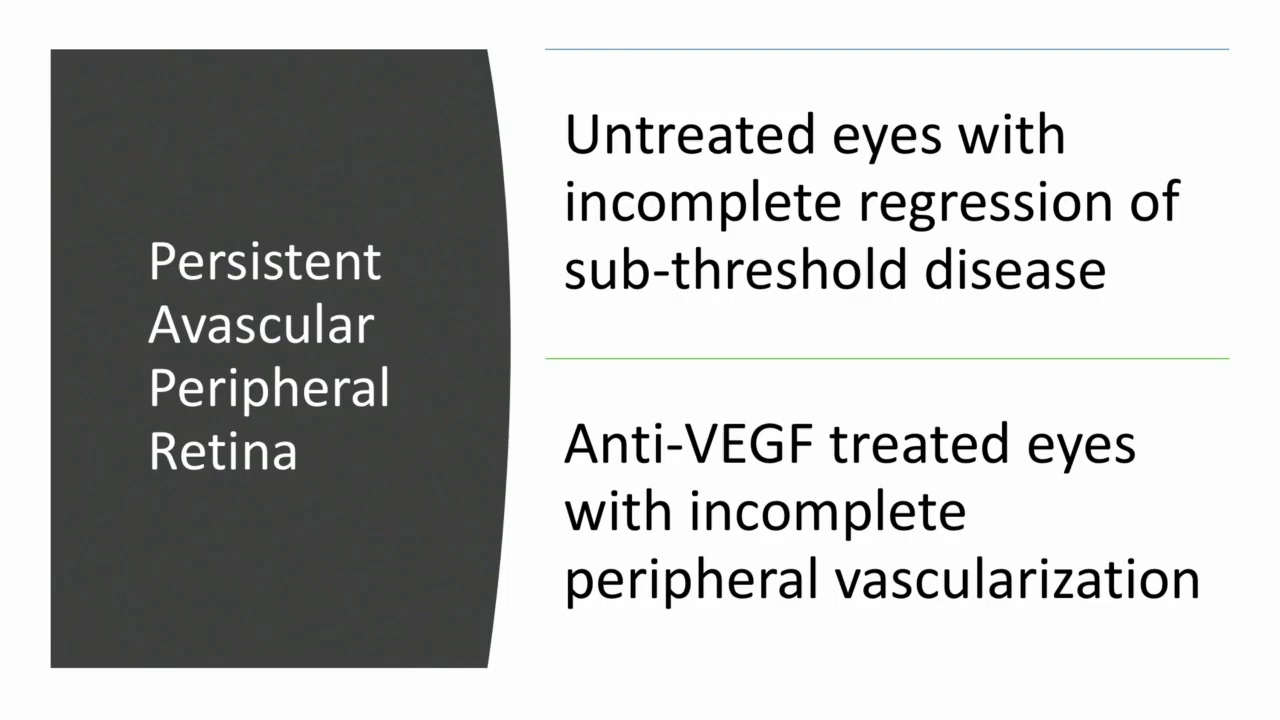 Persistent
Avascular
Peripheral
Retina
Untreated eyes with
incomplete regression of
sub-threshold disease
Anti-VEGF treated eyes
with incomplete
peripheral vascularization